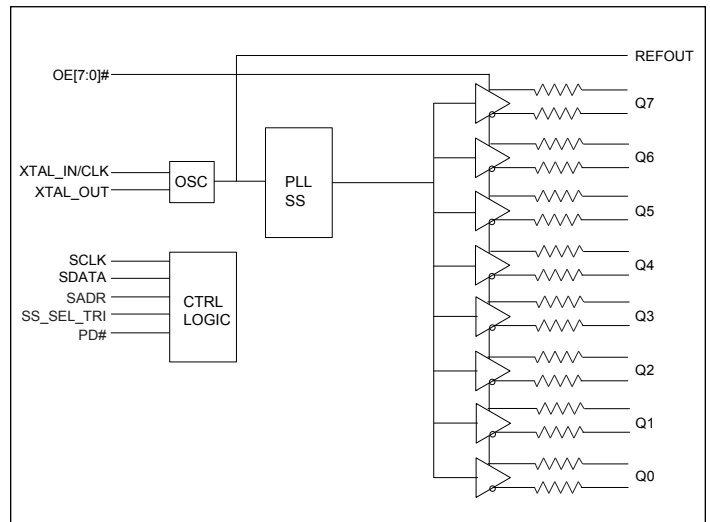 REFOUT
OE[7:0]#
Q7
Q6
XTAL_IN/CLK
XTAL_OUT
OSC
PLL
SS
Q5
Q4
SCLK
SDATA
SADR
SS_SEL_TRI
PD#
CTRL
LOGIC
Q3
Q2
Q1
Q0